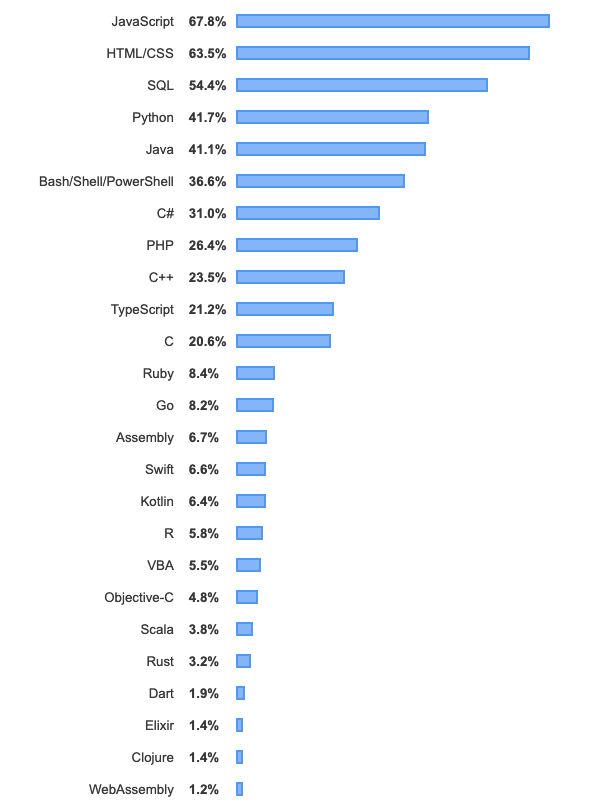 JavaScript 67.8%
HTML/CSS 63.5%
SQL 54.4%
Python 41.7%
Java 41.1%
Bash/Shell/PowerShell 36.6%
C# 31.0%
PHP 26.4%
C++ 23.5%
TypeScript 21.2%
C 20.6%
Ruby 8.4%
Go 8.2%
Assembly 6.7%
Swift 6.6%
Kotlin 6.4%
R 5.8%
VBA 5.5%
Objective-C 4.8%
Scala 3.8%
Rust 3.2%
Dart 1.9%
Elixir 1.4%
Clojure 1.4%
WebAssembly 1.2%